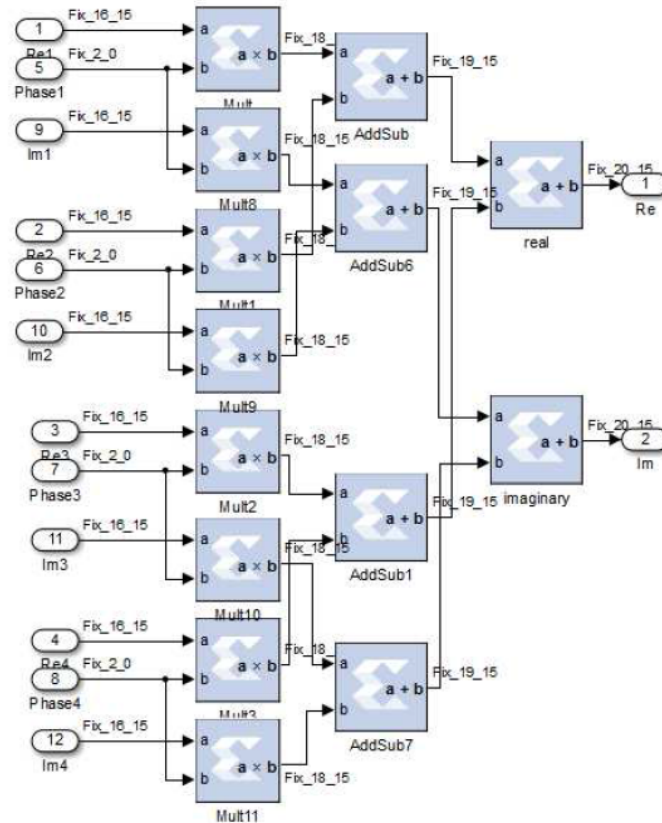 1
Fix_16_15
Re1
Fix_2_0
5
Phase1
a
b
a × b
Mult
Fix_18_
a
b
a + b
AddSub
Fix_19_15
9
Fix_16_15
Im1
a
b
a × b
Mult8
Fix_18_15
a
b
a + b
AddSub6
Fix_19_15
a
b
a + b
real
Fix_20_15
1
Re
2
Fix_16_15
Re2
Fix_2_0
6
Phase2
a
b
a × b
Mult1
Fix_18_
10
Fix_16_15
Im2
a
b
a × b
Mult9
Fix_18_15
3
Fix_16_15
Re3
Fix_2_0
7
Phase3
a
b
a × b
Mult2
Fix_18_15
a
b
a + b
AddSub1
Fix_19_15
a
b
a + b
imaginary
Fix_20_15
2
Im
11
Fix_16_15
Im3
a
b
a × b
Mult10
Fix_18_15
4
Fix_16_15
Re4
Fix_2_0
8
Phase4
a
b
a × b
Mult3
Fix_18_
a
b
a + b
AddSub7
Fix_19_15
12
Fix_16_15
Im4
a
b
a × b
Mult11
Fix_18_15